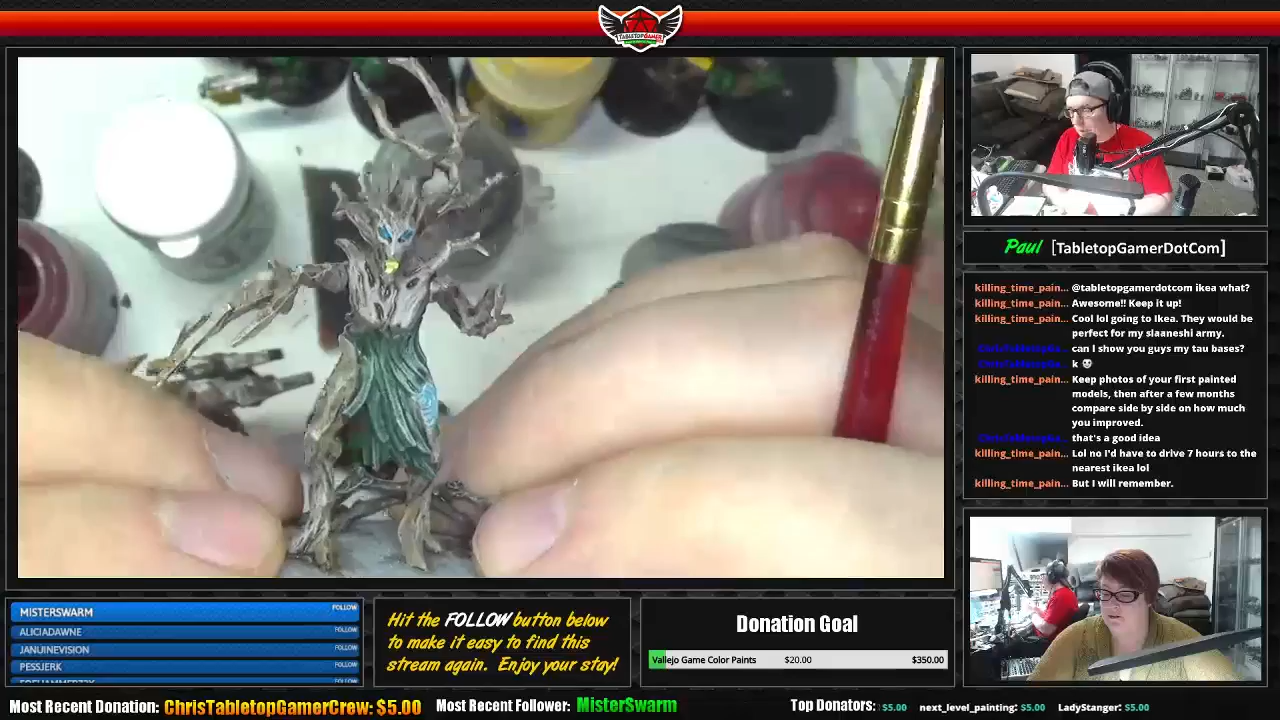 TABLETOPGAMER
Paul [TabletopGamerDotCom]
killing_time_pain... @tabletopgamerdotcom ikea what?
killing_time_pain... Awesome!! Keep it up!
killing_time_pain... Cool lol going to Ikea. They would
be perfect for my slaaneshi army.
can I show you guys my tau bases?
k
killing_time_pain... Keep photos of your first painted
models, then after a few months
compare side by side on how much
you improved.
that's a good idea
killing_time_pain... Lol no I'd have to drive 7 hours to the
nearest ikea lol
killing_time_pain... But I will remember.
MISTERSWARM FOLLOW
ALICIADAWNE FOLLOW
JANUINEVISION FOLLOW
PESSJERK FOLLOW
Hit the FOLLOW button below
to make it easy to find this
stream again. Enjoy your stay!
Donation Goal
Vallejo Game Color Paints $20.00 $350.00
Most Recent Donation: ChrisTabletopGamerCrew: $5.00 Most Recent Follower: MisterSwarm Top Donators: $5.00 next_level_painting: $5.00 LadyStanger: $5.00